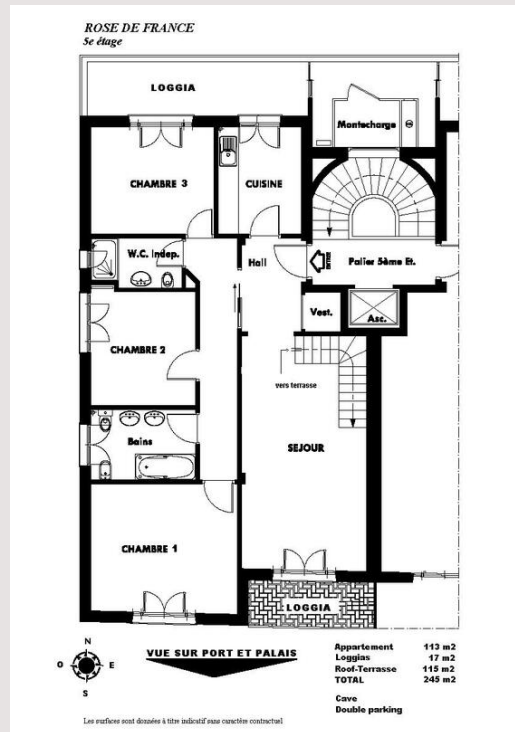 ROSE DE FRANCE
5e étage
LOGGIA
Montecharge
CHAMBRE 3
CUISINE
W.C. Indep.
Hall
ENTREE
Palier 5ème Et.
Vest.
Asc.
CHAMBRE 2
vers terrasse
Bains
SEJOUR
CHAMBRE 1
LOGGIA
N
O
E
S
VUE SUR PORT ET PALAIS
Appartement 113 m2
Loggias 17 m2
Roof-Terrasse 115 m2
TOTAL 245 m2
Cave
Double parking
Les surfaces sont données à titre indicatif sans caractère contractuel